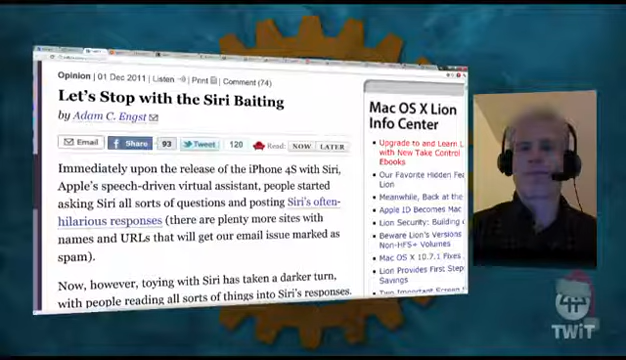 Opinion | 01 Dec 2011 | Listen | Print | Comment (74)
Let's Stop with the Siri Baiting
by Adam C. Engst
Email
Share
93
Tweet
120
Read:
NOW
LATER
Immediately upon the release of the iPhone 4S with Siri,
Apple's speech-driven virtual assistant, people started
asking Siri all sorts of questions and posting Siri's often-
hilarious responses (there are plenty more sites with
names and URLs that will get our email issue marked as
spam).
Now, however, toying with Siri has taken a darker turn,
with people reading all sorts of things into Siri's responses.
Mac OS X Lion
Info Center
Upgrade to and Learn L
with New Take Control
Ebooks
Our Favorite Hidden Fea
Lion
Meanwhile, Back at the
Apple ID Becomes Mac
Lion Security: Building
Beware Lion's Versions
Non-HFS+ Volumes
Mac OS X 10.7.1 Fixes
Lion Provides First Step
Savings
Two Important Screen
TWiT